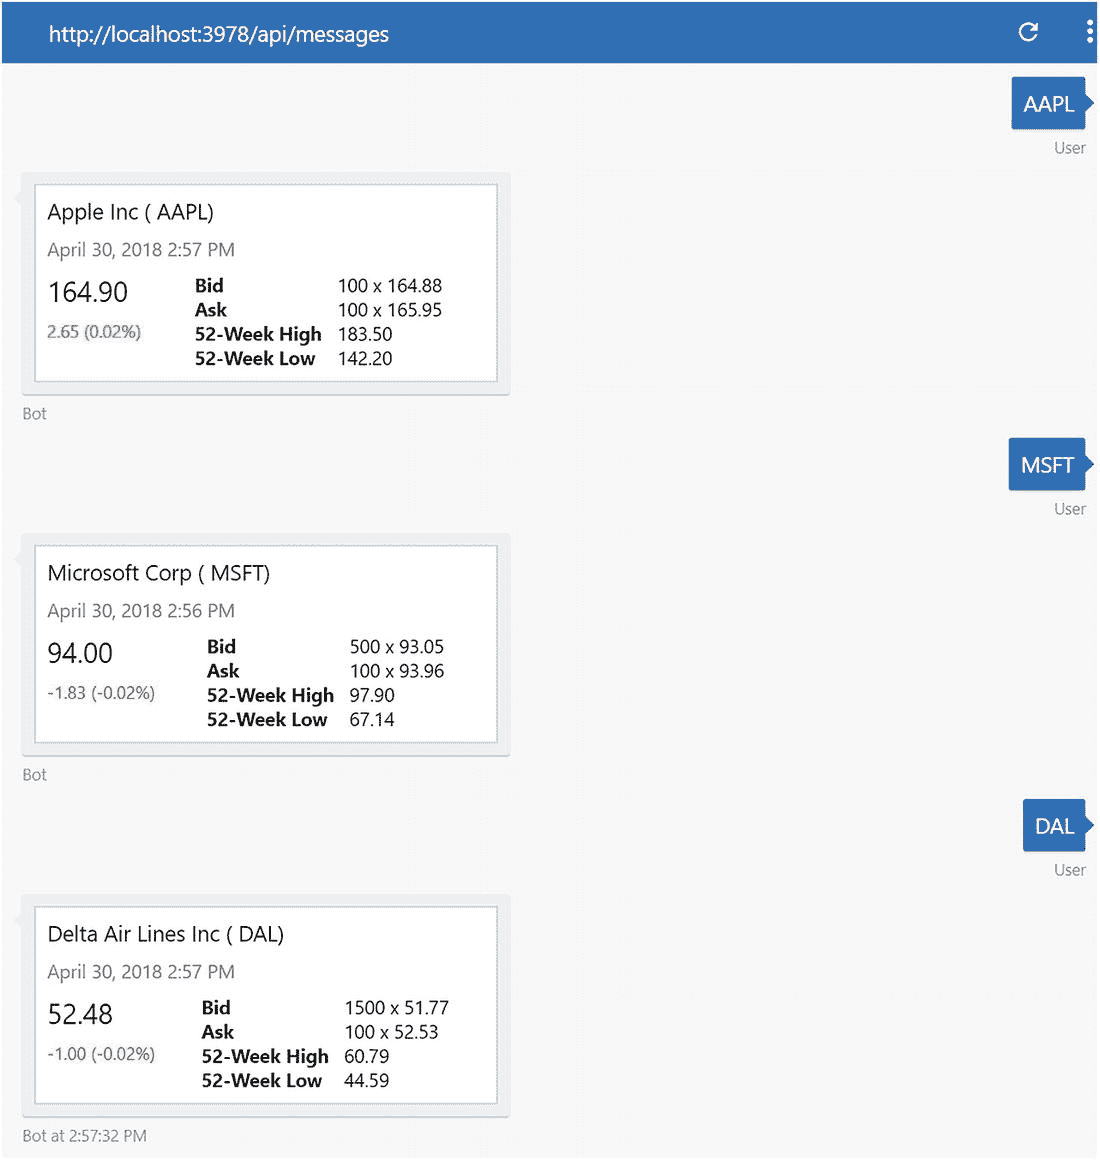 http://localhost:3978/api/messages
AAPL
User
Apple Inc ( AAPL)
April 30, 2018 2:57 PM
164.90
2.65 (0.02%)
Bid 100 x 164.88
Ask 100 x 165.95
52-Week High 183.50
52-Week Low 142.20
Bot
MSFT
User
Microsoft Corp ( MSFT)
April 30, 2018 2:56 PM
94.00
-1.83 (-0.02%)
Bid 500 x 93.05
Ask 100 x 93.96
52-Week High 97.90
52-Week Low 67.14
Bot
DAL
User
Delta Air Lines Inc ( DAL)
April 30, 2018 2:57 PM
52.48
-1.00 (-0.02%)
Bid 1500 x 51.77
Ask 100 x 52.53
52-Week High 60.79
52-Week Low 44.59
Bot at 2:57:32 PM